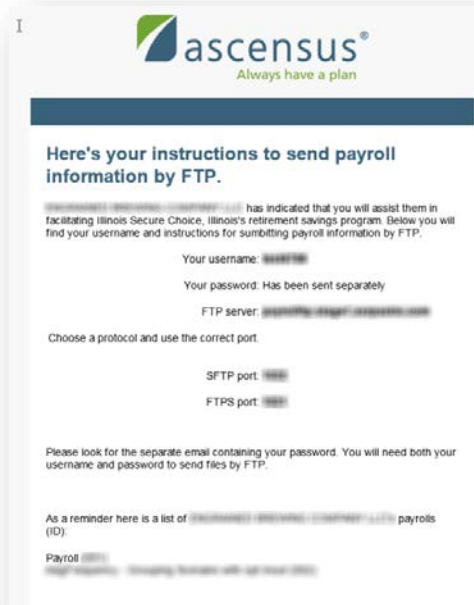 ascensus®
Always have a plan
Here's your instructions to send payroll
information by FTP.
has indicated that you will assist them in
facilitating Illinois Secure Choice, Illinois's retirement savings program. Below you will
find your username and instructions for sumbitting payroll information by FTP.
Your username:
Your password: Has been sent separately
FTP server:
Choose a protocol and use the correct port.
SFTP port:
FTPS port:
Please look for the separate email containing your password. You will need both your
username and password to send files by FTP.
As a reminder here is a list of payrolls
(ID):
Payroll